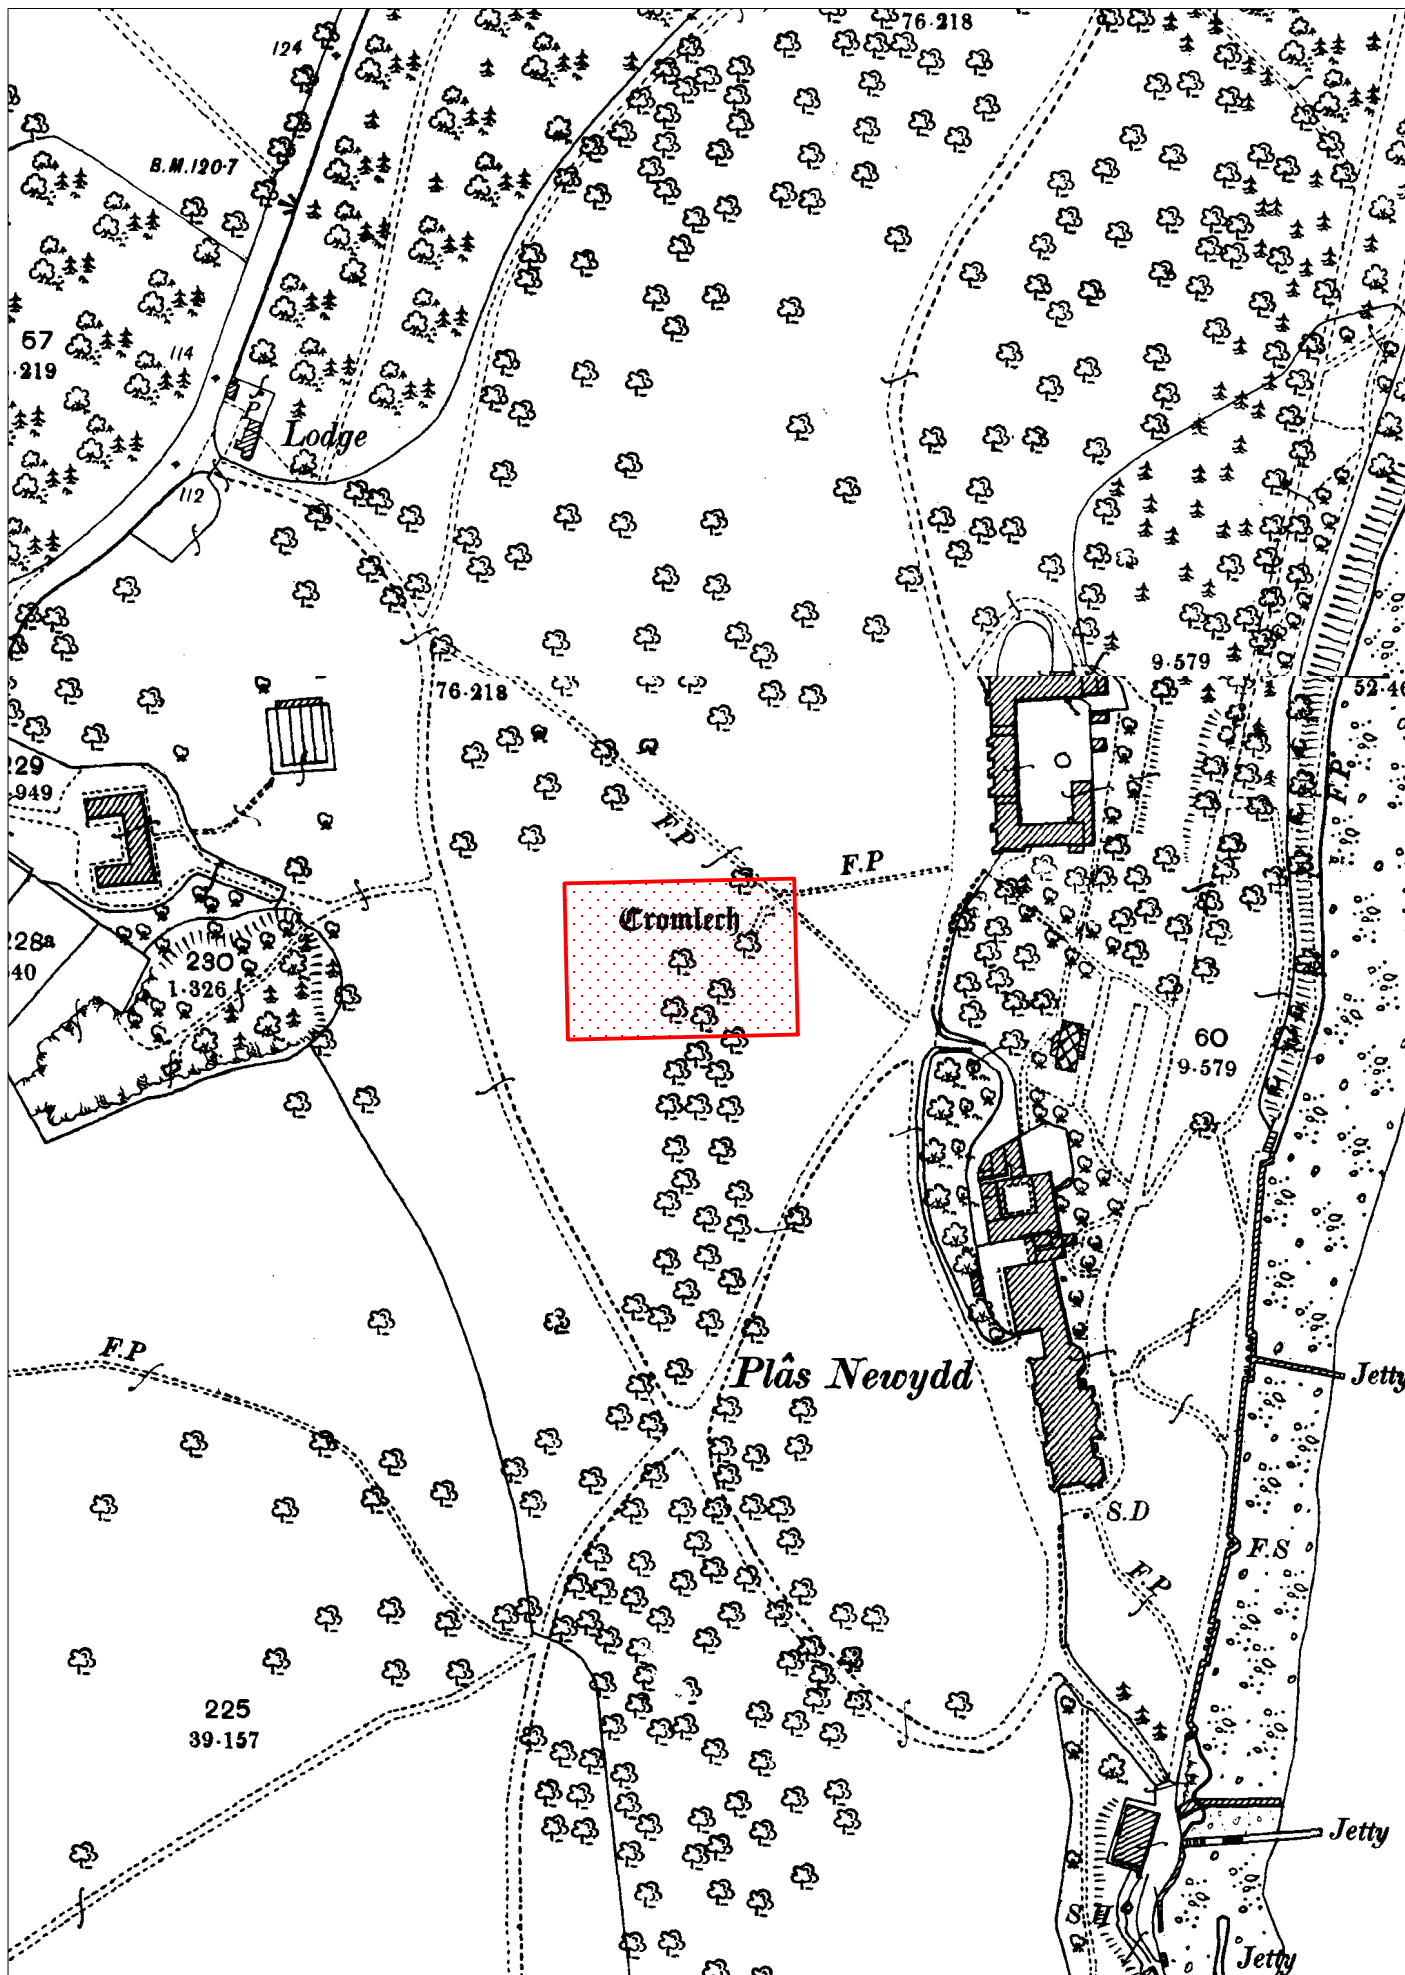 76·218
124
B.M.120·7
57
·219
114
P
Lodge
112
9·579
76·218
52·46
229
·949
F.P
F.P
F.P
Cromlech
228a
·40
230
1·326
60
9·579
F.P
Plâs Newydd
Jetty
S.D
F.S
F.P
225
39·157
Jetty
S.H
Jetty